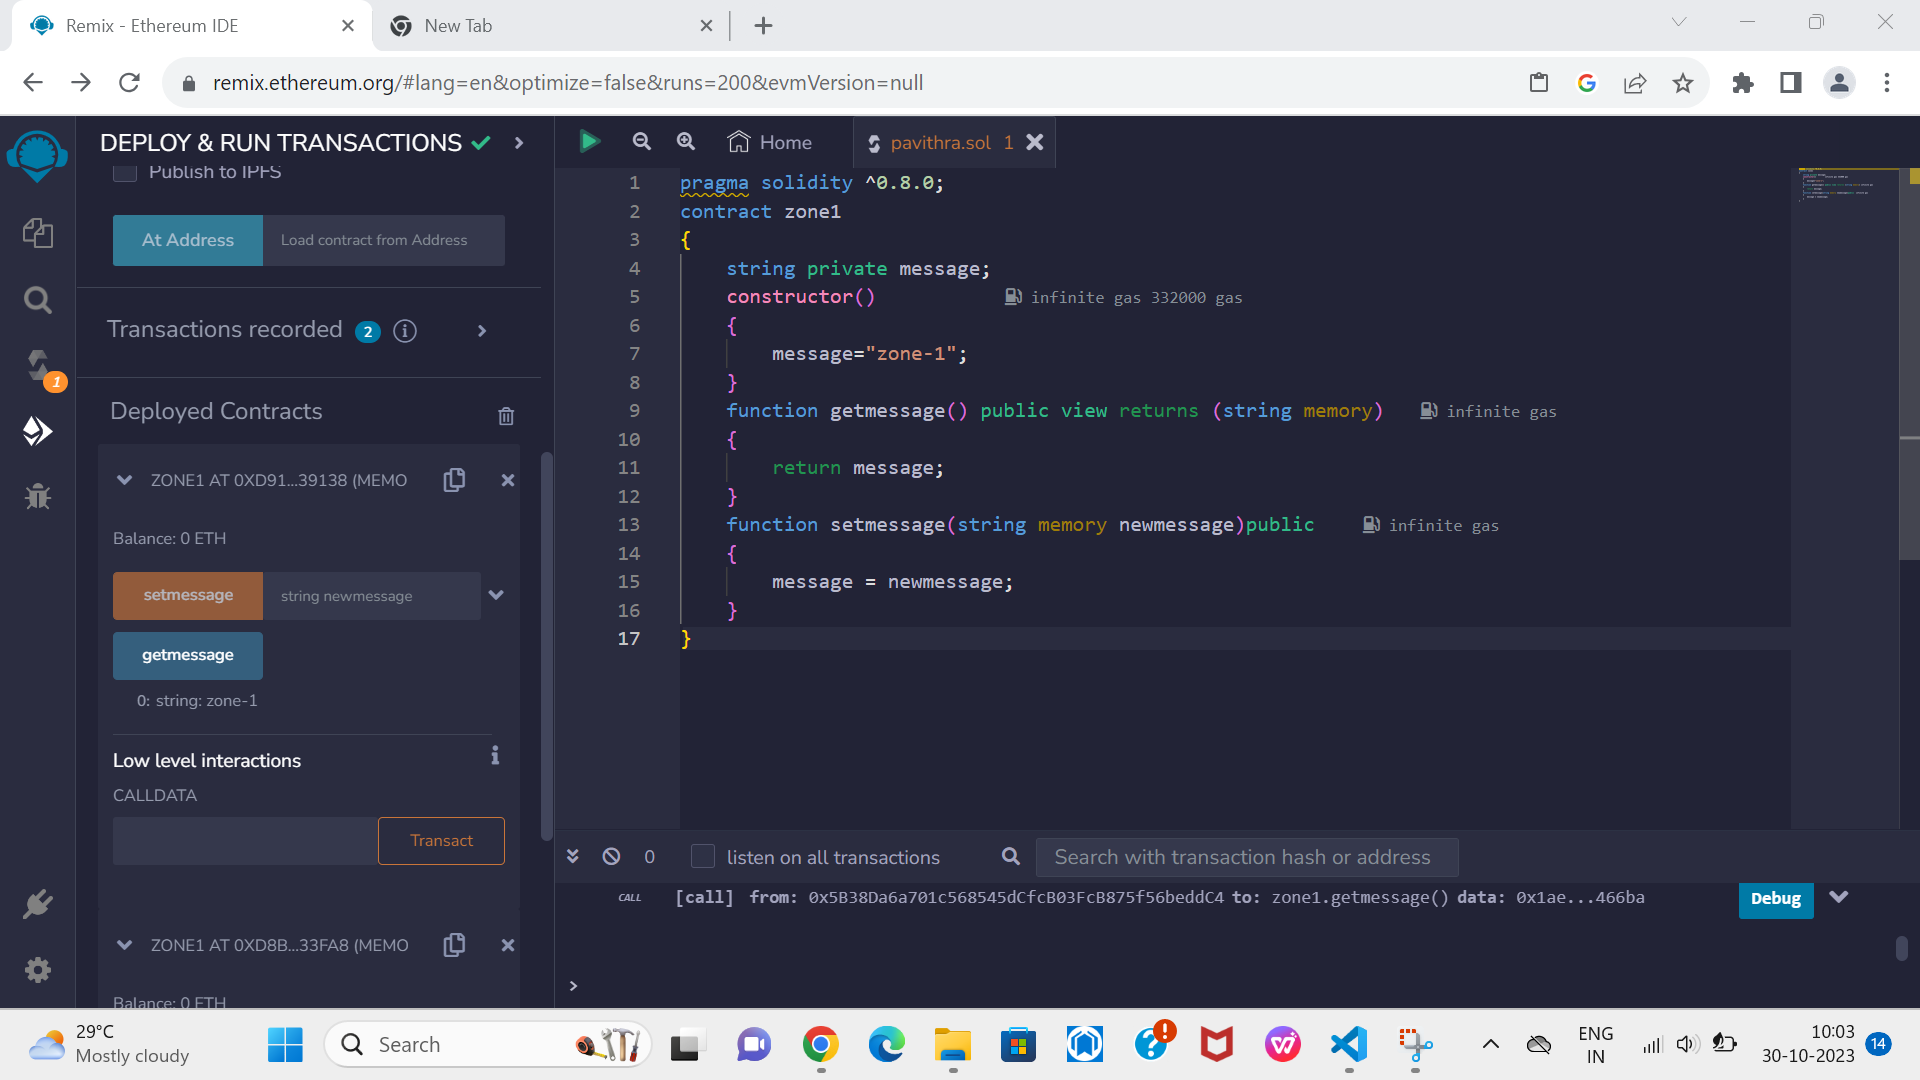 Remix - Ethereum IDE
New Tab
remix.ethereum.org/#lang=en&optimize=false&runs=200&evmVersion=null
DEPLOY & RUN TRANSACTIONS
Publish to IPFS
At Address
Load contract from Address
Transactions recorded 2
1
Deployed Contracts
ZONE1 AT 0XD91...39138 (MEMO
Balance: 0 ETH
setmessage
string newmessage
getmessage
0: string: zone-1
Low level interactions
CALLDATA
Transact
ZONE1 AT 0XD8B...33FA8 (MEMO
Balance: 0 ETH
Home
pavithra.sol 1
1 pragma solidity ^0.8.0;
2 contract zone1
3 {
4 string private message;
5 constructor() infinite gas 332000 gas
6 {
7 message="zone-1";
8 }
9 function getmessage() public view returns (string memory) infinite gas
10 {
11 return message;
12 }
13 function setmessage(string memory newmessage)public infinite gas
14 {
15 message = newmessage;
16 }
17 }
0 listen on all transactions
Search with transaction hash or address
CALL [call] from: 0x5B38Da6a701c568545dCfcB03FcB875f56beddC4 to: zone1.getmessage() data: 0x1ae...466ba
Debug
>
29°C
Mostly cloudy
Search
ENG
IN
10:03
30-10-2023
14